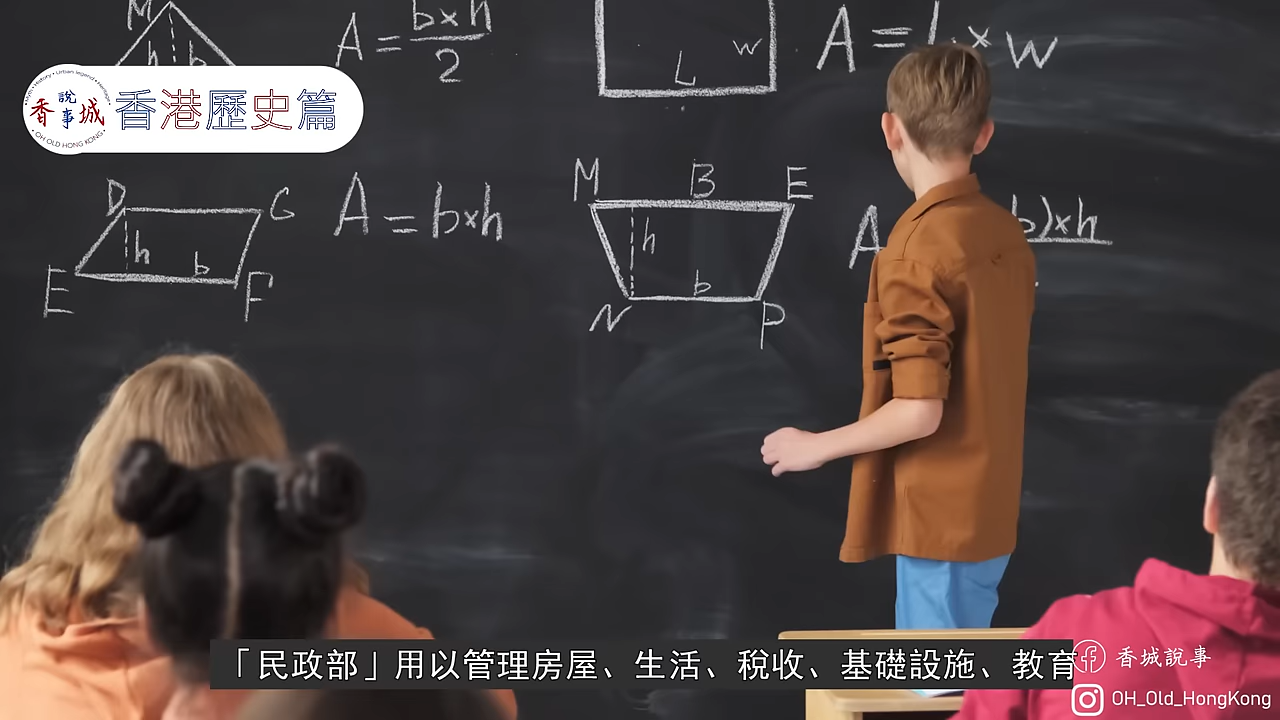 M
h
b
A = b×h
2
w
L
A = L×w
香
說
事
城
OH OLD HONG KONG
香港歷史篇
D
G
h
b
E
F
A = b×h
M
B
E
h
b
N
P
A
b)×h
「民政部」用以管理房屋、生活、稅收、基礎設施、教育
香城說事
OH_Old_HongKong